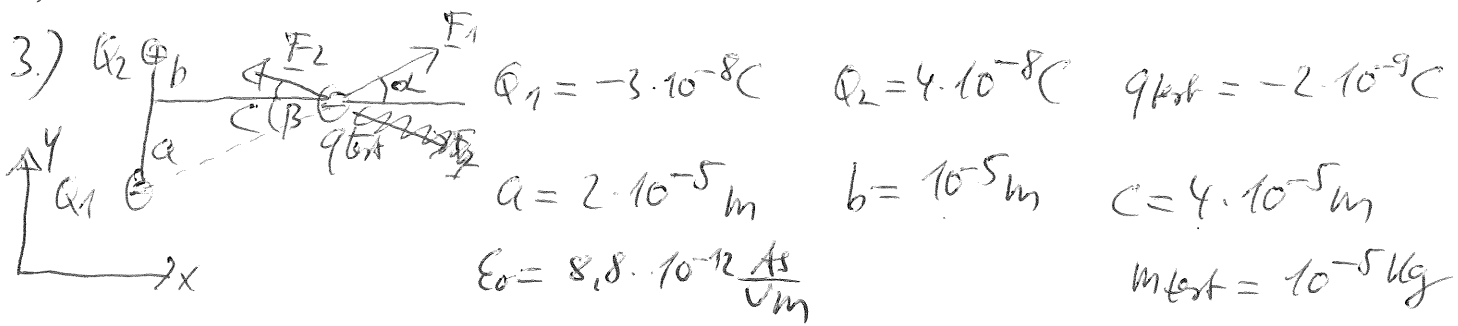 3.) Q2 ⊕ b F2 F1 α Q1 = -3·10^-8 C Q2 = 4·10^-8 C qtest = -2·10^-9 C
C β qtest
y a Q1 ⊖ a = 2·10^-5 m b = 10^-5 m c = 4·10^-5 m
x ε0 = 8,8·10^-12 As/Vm mtest = 10^-5 kg